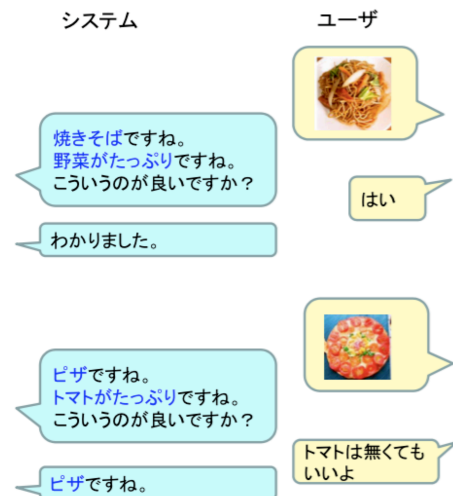 システム
ユーザ
焼きそばですね。
野菜がたっぷりですね。
こういうのが良いですか？
はい
わかりました。
ピザですね。
トマトがたっぷりですね。
こういうのが良いですか？
トマトは無くても
いいよ
ピザですね。